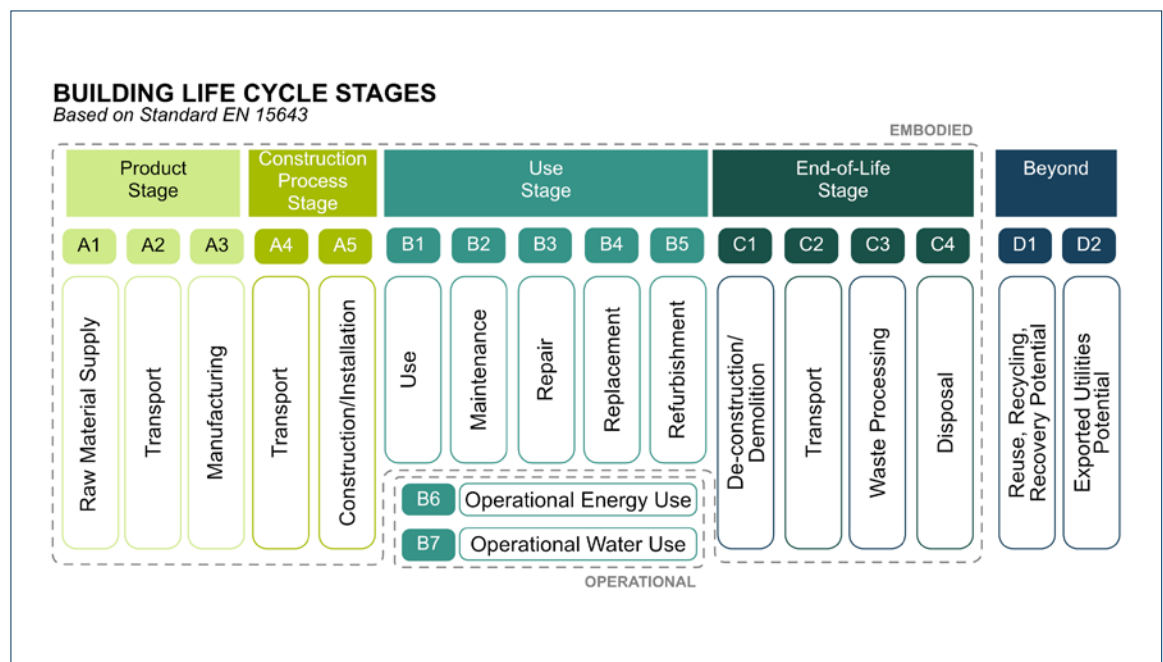 BUILDING LIFE CYCLE STAGES
Based on Standard EN 15643
EMBODIED
Product
Stage
Construction
Process
Stage
Use
Stage
End-of-Life
Stage
Beyond
A1
A2
A3
A4
A5
B1
B2
B3
B4
B5
C1
C2
C3
C4
D1
D2
Raw Material Supply
Transport
Manufacturing
Transport
Construction/Installation
Use
Maintenance
Repair
Replacement
Refurbishment
De-construction/
Demolition
Transport
Waste Processing
Disposal
Reuse, Recycling,
Recovery Potential
Exported Utilities
Potential
B6
Operational Energy Use
B7
Operational Water Use
OPERATIONAL